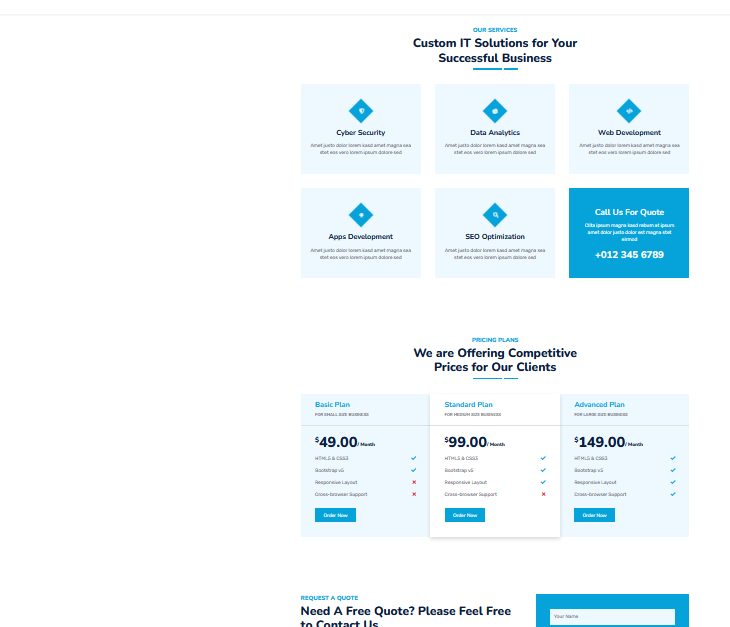 OUR SERVICES
Custom IT Solutions for Your
Successful Business
Cyber Security
Amet justo dolor lorem kasd amet magna sea
stet eos vero lorem ipsum dolore sed
Data Analytics
Amet justo dolor lorem kasd amet magna sea
stet eos vero lorem ipsum dolore sed
Web Development
Amet justo dolor lorem kasd amet magna sea
stet eos vero lorem ipsum dolore sed
Apps Development
Amet justo dolor lorem kasd amet magna sea
stet eos vero lorem ipsum dolore sed
SEO Optimization
Amet justo dolor lorem kasd amet magna sea
stet eos vero lorem ipsum dolore sed
Call Us For Quote
Clita ipsum magna kasd rebum at ipsum
amet dolor justo dolor est magna stet
eirmod
+012 345 6789
PRICING PLANS
We are Offering Competitive
Prices for Our Clients
Basic Plan
FOR SMALL SIZE BUSINESS
$49.00/ Month
HTML5 & CSS3
Bootstrap v5
Responsive Layout
Cross-browser Support
Order Now
Standard Plan
FOR MEDIUM SIZE BUSINESS
$99.00/ Month
HTML5 & CSS3
Bootstrap v5
Responsive Layout
Cross-browser Support
Order Now
Advanced Plan
FOR LARGE SIZE BUSINESS
$149.00/ Month
HTML5 & CSS3
Bootstrap v5
Responsive Layout
Cross-browser Support
Order Now
REQUEST A QUOTE
Need A Free Quote? Please Feel Free
to Contact Us
Your Name